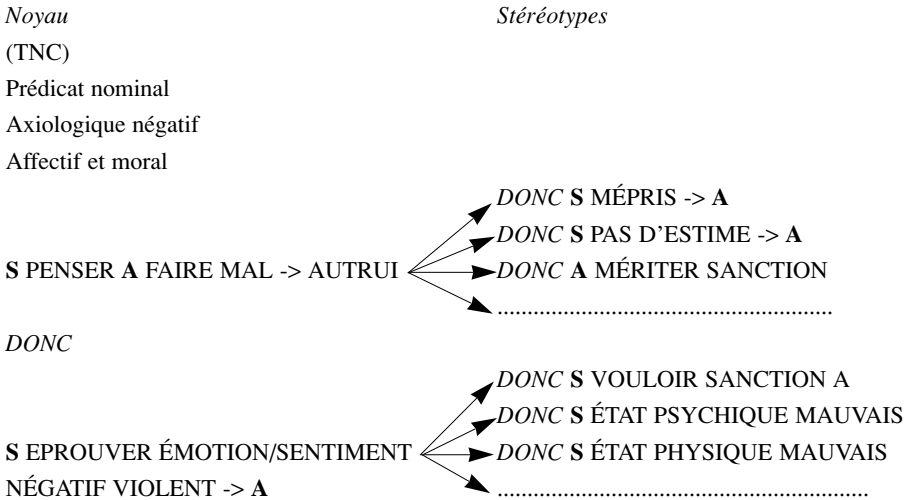 Noyau Stéréotypes
(TNC)
Prédicat nominal
Axiologique négatif
Affectif et moral
DONC S MÉPRIS -> A
DONC S PAS D'ESTIME -> A
S PENSER A FAIRE MAL -> AUTRUI DONC A MÉRITER SANCTION
........................................................
DONC
DONC S VOULOIR SANCTION A
DONC S ÉTAT PSYCHIQUE MAUVAIS
S EPROUVER ÉMOTION/SENTIMENT DONC S ÉTAT PHYSIQUE MAUVAIS
NÉGATIF VIOLENT -> A ..............................................................